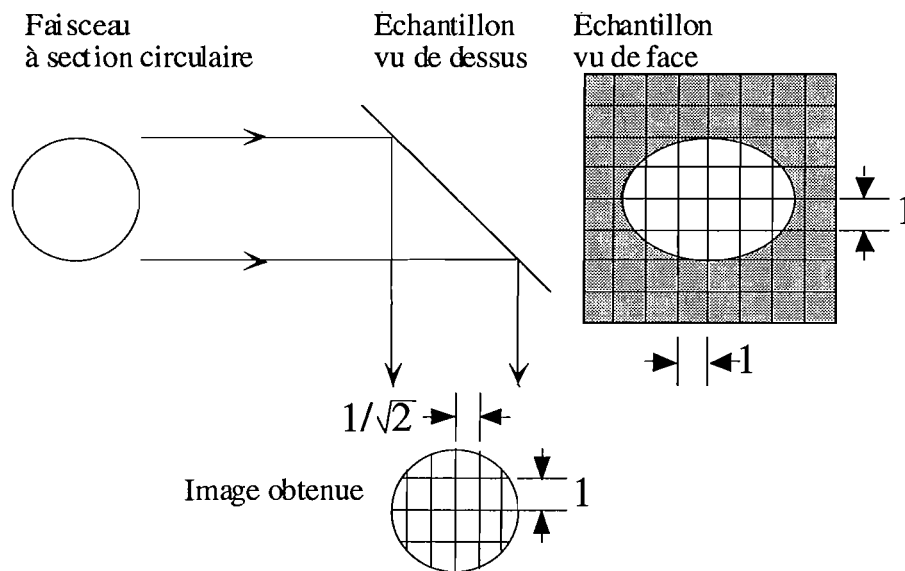 Faisceau
à section circulaire
Échantillon
vu de dessus
Échantillon
vu de face
1
1
1/√2
1
Image obtenue